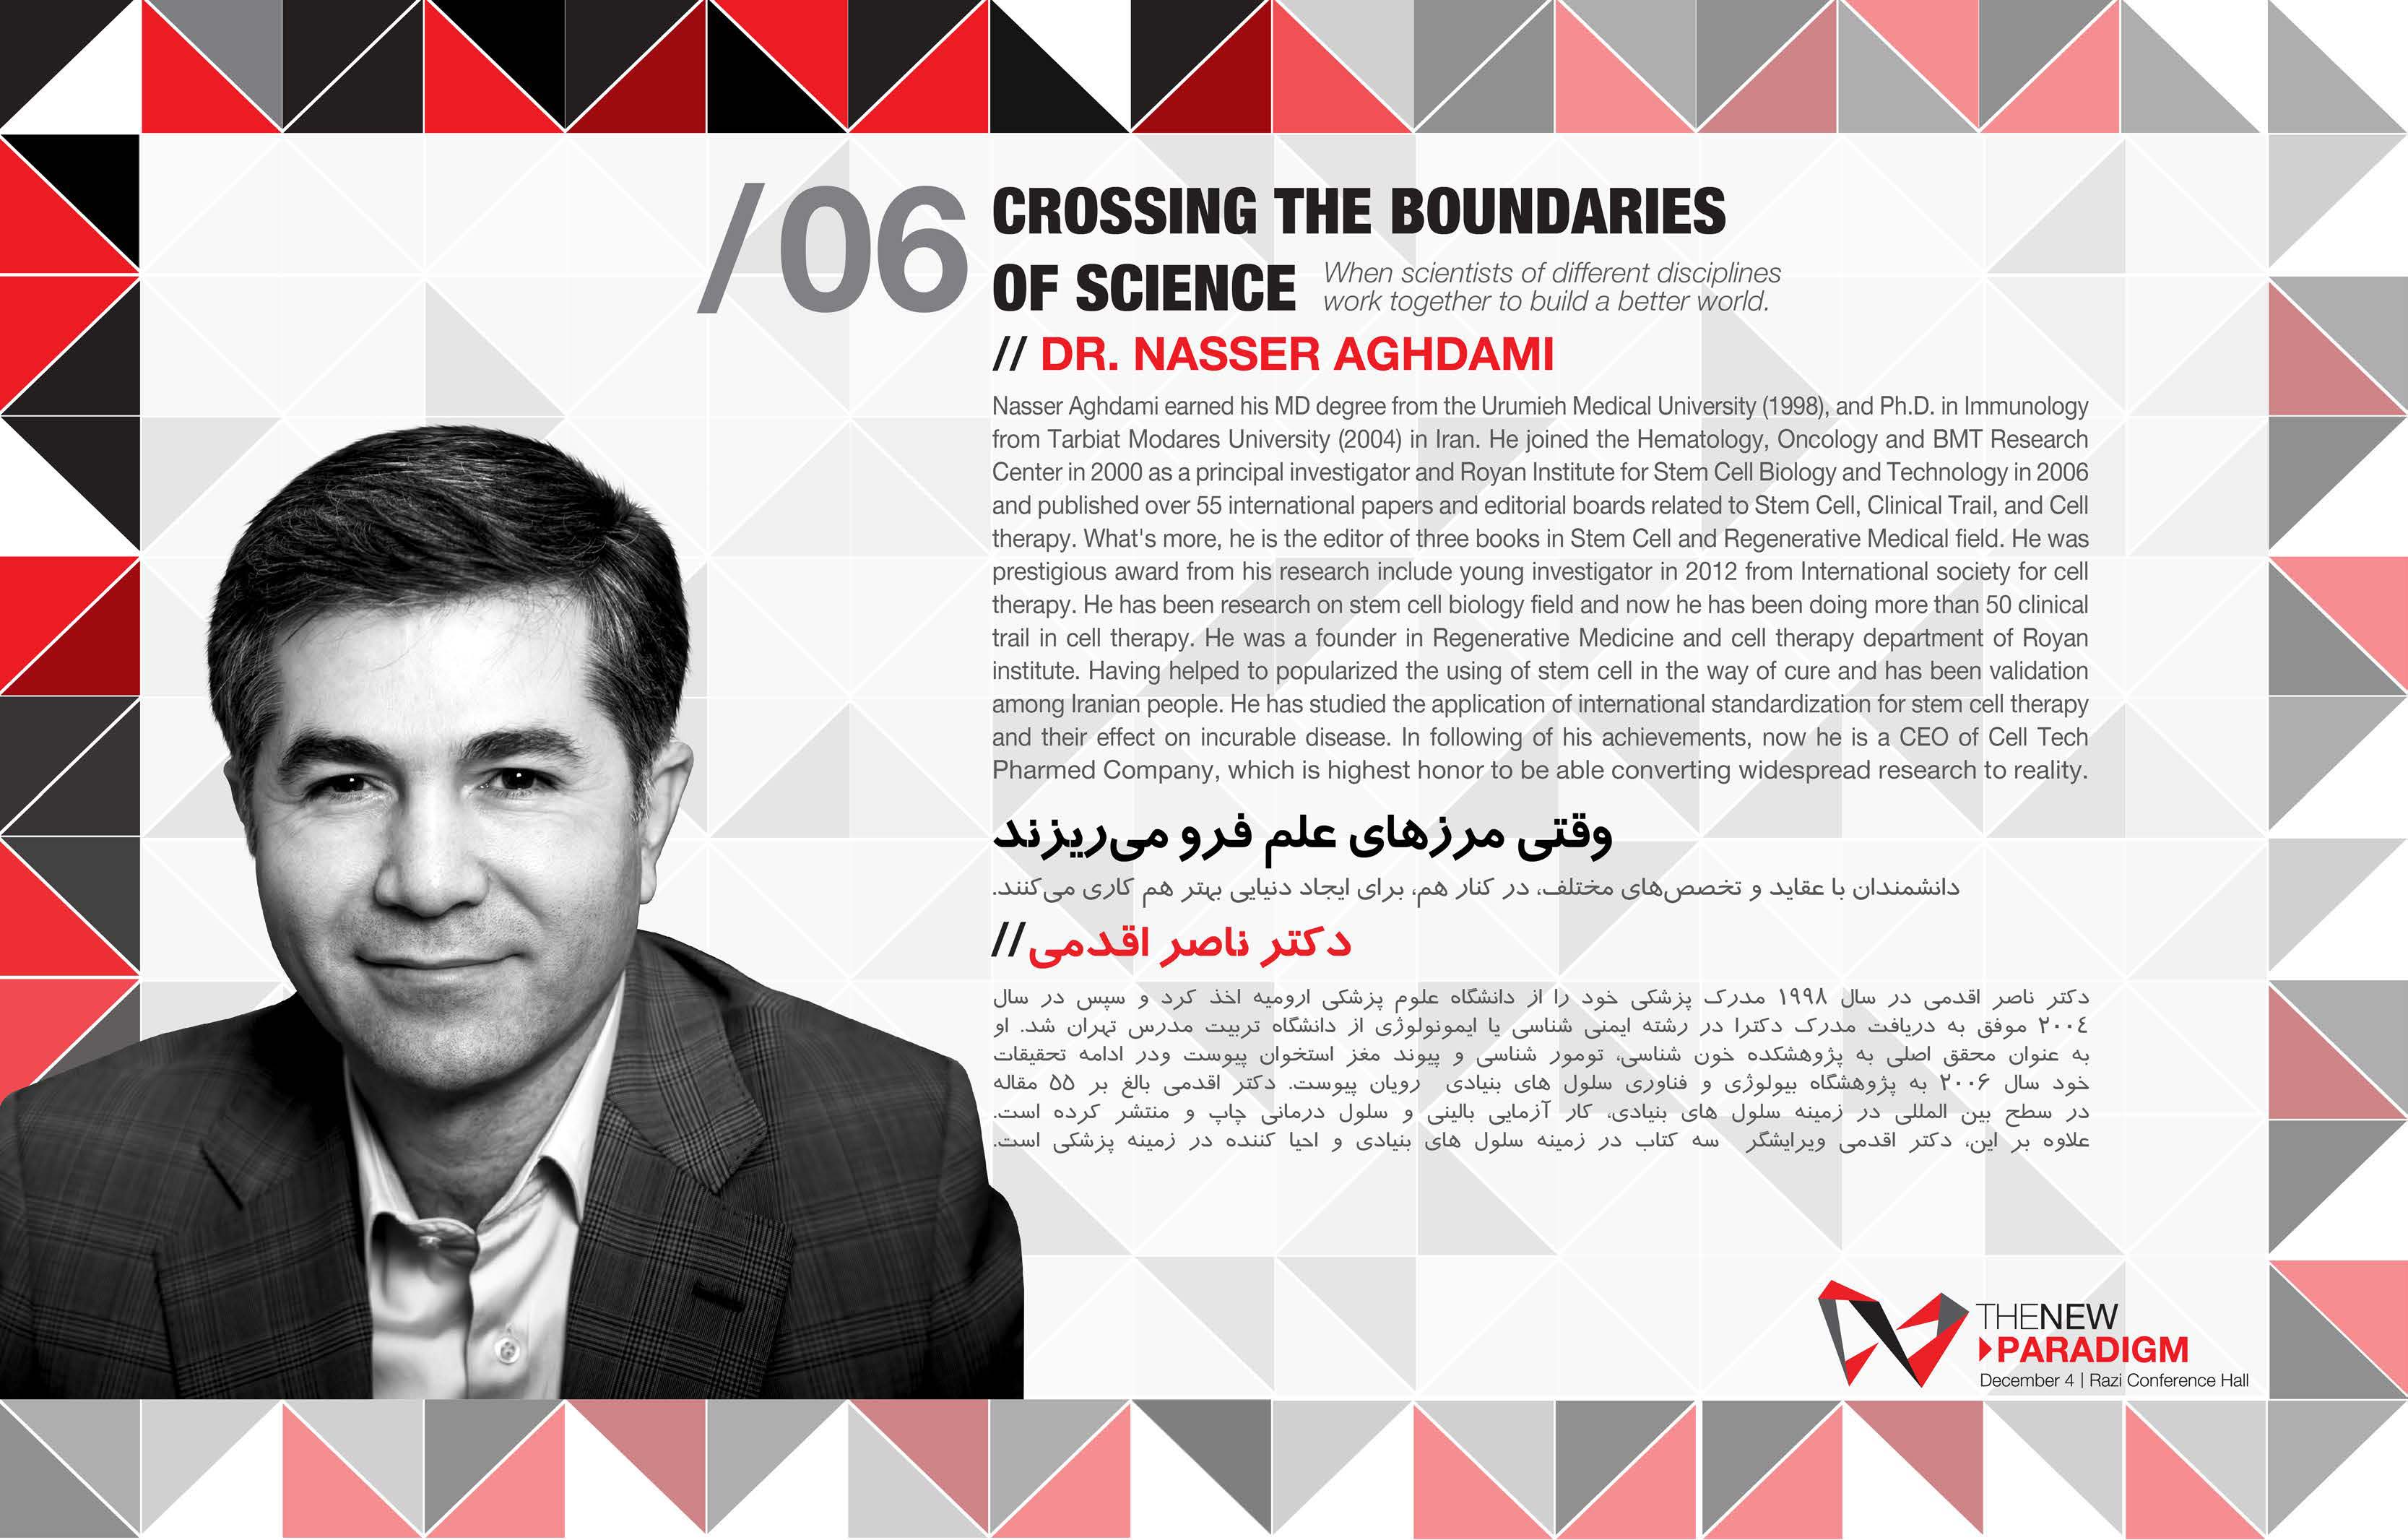 /06
CROSSING THE BOUNDARIES
OF SCIENCE
When scientists of different disciplines
work together to build a better world.
// DR. NASSER AGHDAMI
Nasser Aghdami earned his MD degree from the Urumieh Medical University (1998), and Ph.D. in Immunology
from Tarbiat Modares University (2004) in Iran. He joined the Hematology, Oncology and BMT Research
Center in 2000 as a principal investigator and Royan Institute for Stem Cell Biology and Technology in 2006
and published over 55 international papers and editorial boards related to Stem Cell, Clinical Trail, and Cell
therapy. What's more, he is the editor of three books in Stem Cell and Regenerative Medical field. He was
prestigious award from his research include young investigator in 2012 from International society for cell
therapy. He has been research on stem cell biology field and now he has been doing more than 50 clinical
trail in cell therapy. He was a founder in Regenerative Medicine and cell therapy department of Royan
institute. Having helped to popularized the using of stem cell in the way of cure and has been validation
among Iranian people. He has studied the application of international standardization for stem cell therapy
and their effect on incurable disease. In following of his achievements, now he is a CEO of Cell Tech
Pharmed Company, which is highest honor to be able converting widespread research to reality.
وقتی مرزهای علم فرو می‌ریزند
دانشمندان با عقاید و تخصص‌های مختلف، در کنار هم، برای ایجاد دنیایی بهتر هم کاری می‌کنند.
دکتر ناصر اقدمی//
دکتر ناصر اقدمی در سال ۱۹۹۸ مدرک پزشکی خود را از دانشگاه علوم پزشکی ارومیه اخذ کرد و سپس در سال
۲۰۰٤ موفق به دریافت مدرک دکترا در رشته ایمنی شناسی یا ایمونولوژی از دانشگاه تربیت مدرس تهران شد. او
به عنوان محقق اصلی به پژوهشکده خون شناسی، تومور شناسی و پیوند مغز استخوان پیوست ودر ادامه تحقیقات
خود سال ۲۰۰۶ به پژوهشگاه بیولوژی و فناوری سلول های بنیادی رویان پیوست. دکتر اقدمی بالغ بر ۵۵ مقاله
در سطح بین المللی در زمینه سلول های بنیادی، کار آزمایی بالینی و سلول درمانی چاپ و منتشر کرده است.
علاوه بر این، دکتر اقدمی ویرایشگر سه کتاب در زمینه سلول های بنیادی و احیا کننده در زمینه پزشکی است.
THENEW
PARADIGM
December 4 | Razi Conference Hall